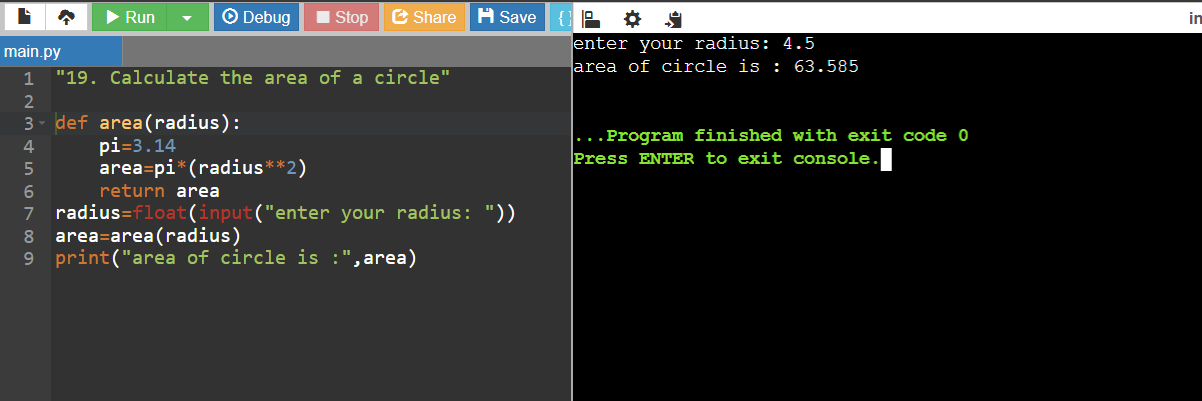 Run Debug Stop Share Save { } in
main.py
1 "19. Calculate the area of a circle"
2
3 def area(radius):
4     pi=3.14
5     area=pi*(radius**2)
6     return area
7 radius=float(input("enter your radius: "))
8 area=area(radius)
9 print("area of circle is :",area)
enter your radius: 4.5
area of circle is : 63.585
...Program finished with exit code 0
Press ENTER to exit console.